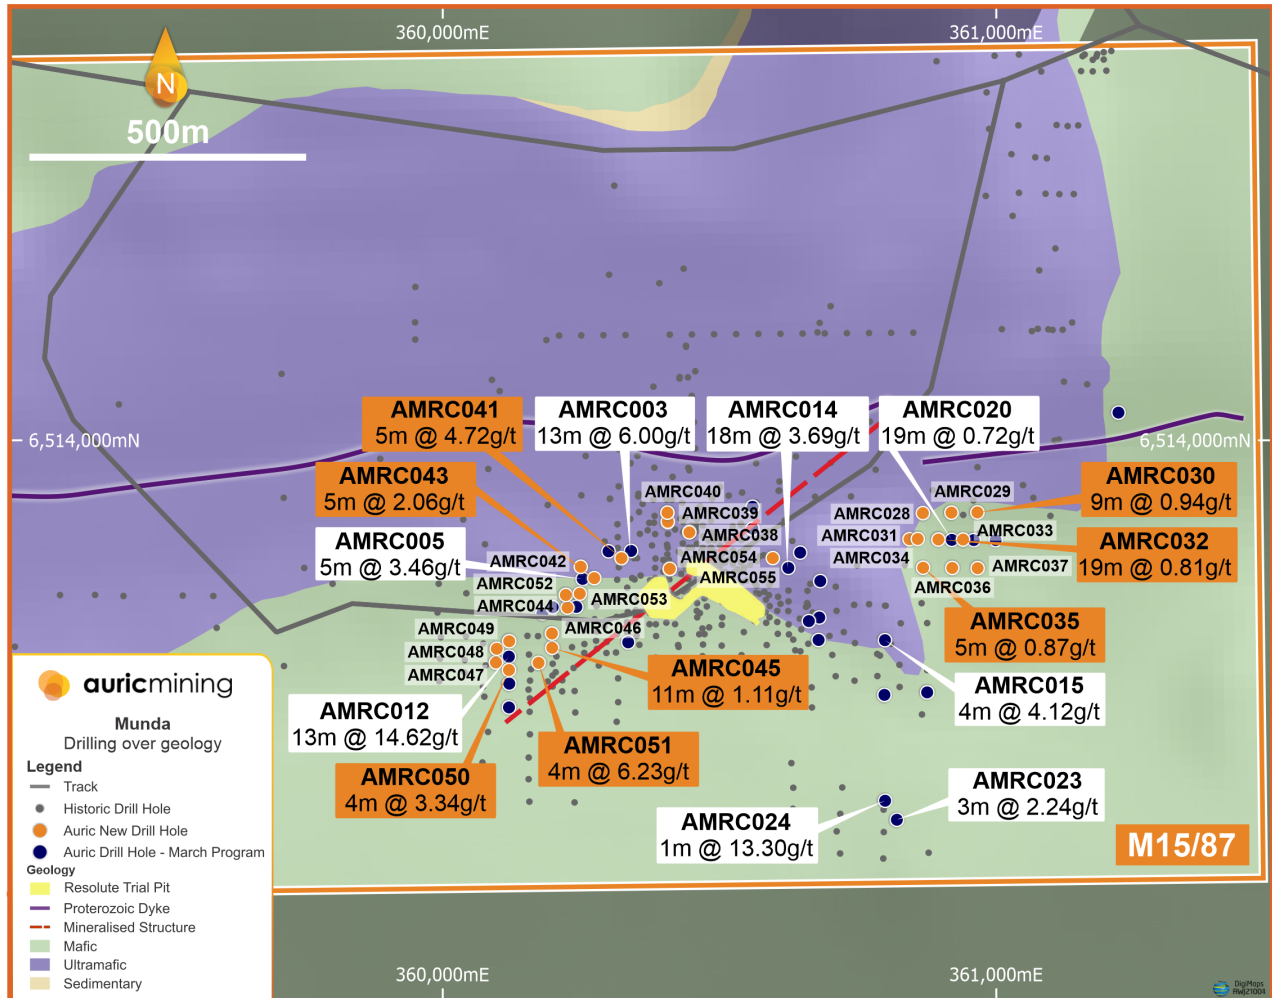 360,000mE
361,000mE
N
500m
6,514,000mN
6,514,000mN
AMRC041
5m @ 4.72g/t
AMRC003
13m @ 6.00g/t
AMRC014
18m @ 3.69g/t
AMRC020
19m @ 0.72g/t
AMRC043
5m @ 2.06g/t
AMRC030
9m @ 0.94g/t
AMRC005
5m @ 3.46g/t
AMRC032
19m @ 0.81g/t
AMRC040
AMRC039
AMRC038
AMRC054
AMRC055
AMRC029
AMRC028
AMRC031
AMRC033
AMRC034
AMRC037
AMRC036
AMRC042
AMRC052
AMRC053
AMRC044
AMRC046
AMRC049
AMRC048
AMRC047
AMRC035
5m @ 0.87g/t
AMRC045
11m @ 1.11g/t
AMRC015
4m @ 4.12g/t
AMRC012
13m @ 14.62g/t
AMRC051
4m @ 6.23g/t
AMRC050
4m @ 3.34g/t
AMRC023
3m @ 2.24g/t
AMRC024
1m @ 13.30g/t
M15/87
auricmining
Munda
Drilling over geology
Legend
Track
Historic Drill Hole
Auric New Drill Hole
Auric Drill Hole - March Program
Geology
Resolute Trial Pit
Proterozoic Dyke
Mineralised Structure
Mafic
Ultramafic
Sedimentary
360,000mE
361,000mE
DigiMaps
AWJ21004